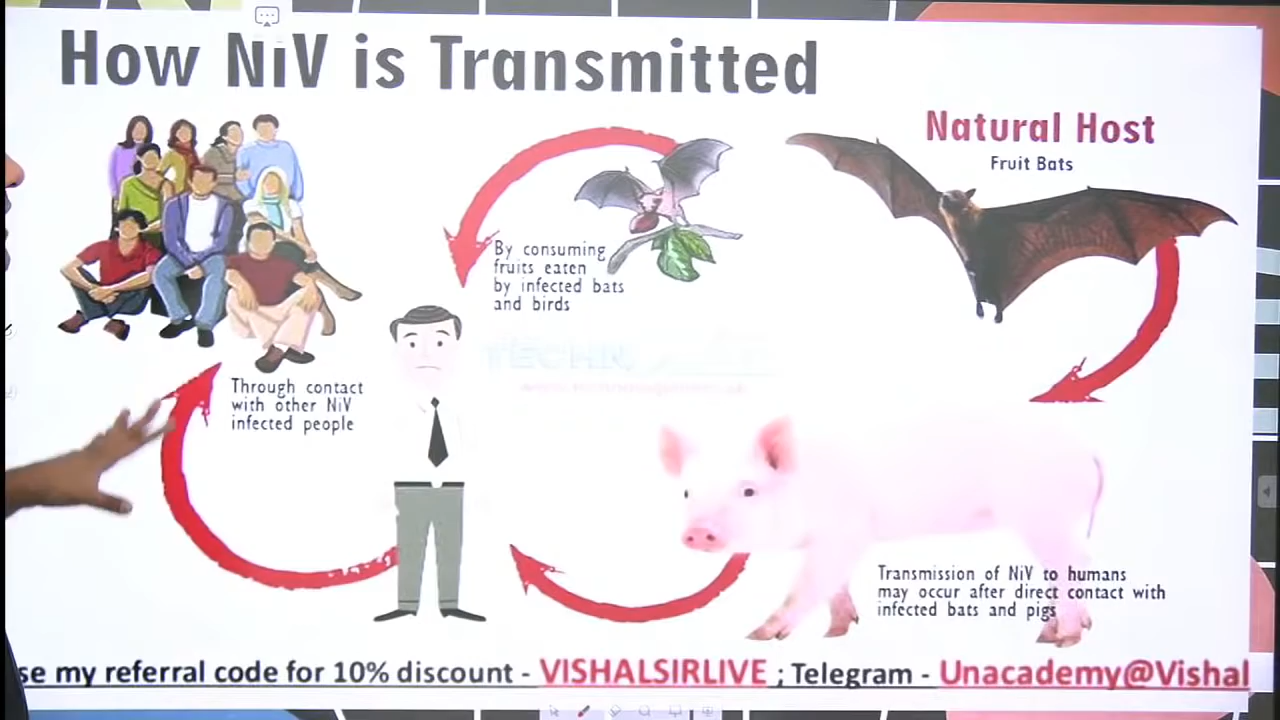 How NiV is Transmitted
Natural Host
Fruit Bats
By consuming
fruits eaten
by infected bats
and birds
Through contact
with other NiV
infected people
Transmission of NiV to humans
may occur after direct contact with
infected bats and pigs
se my referral code for 10% discount - VISHALSIRLIVE ; Telegram - Unacademy@Vishal